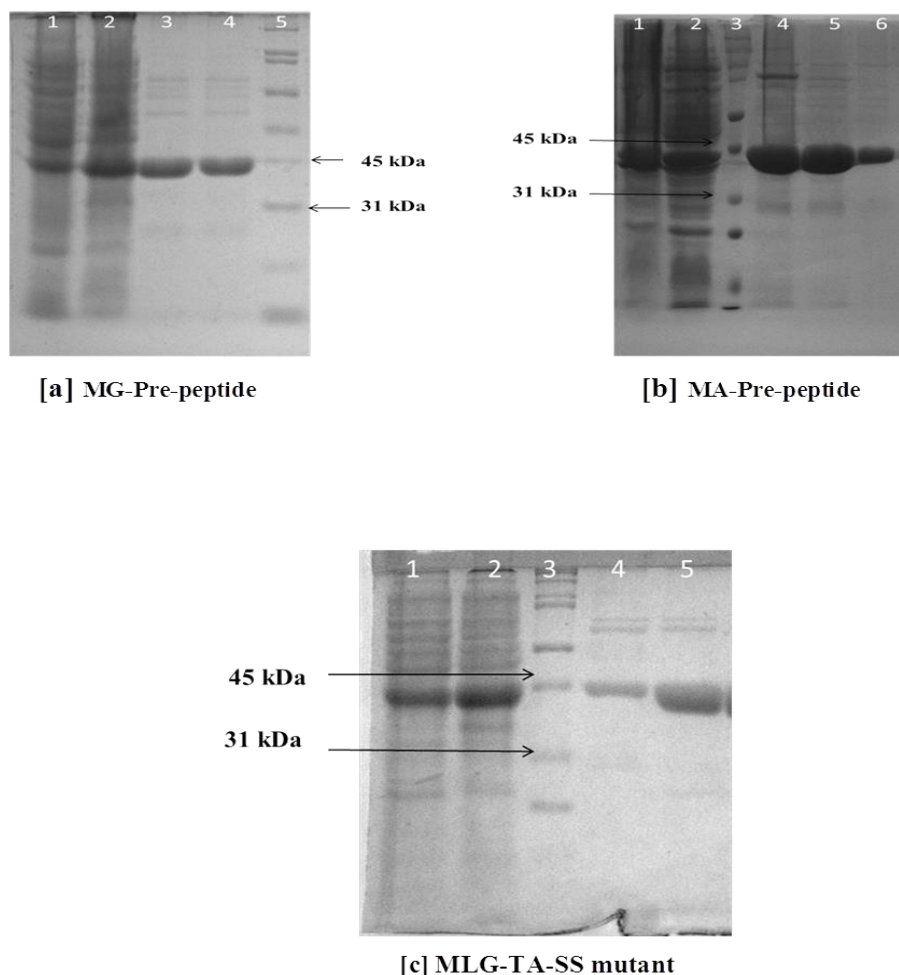 1 2 3 4 5
45 kDa
31 kDa
[a] MG-Pre-peptide
1 2 3 4 5 6
45 kDa
31 kDa
[b] MA-Pre-peptide
1 2 3 4 5
45 kDa
31 kDa
[c] MLG-TA-SS mutant